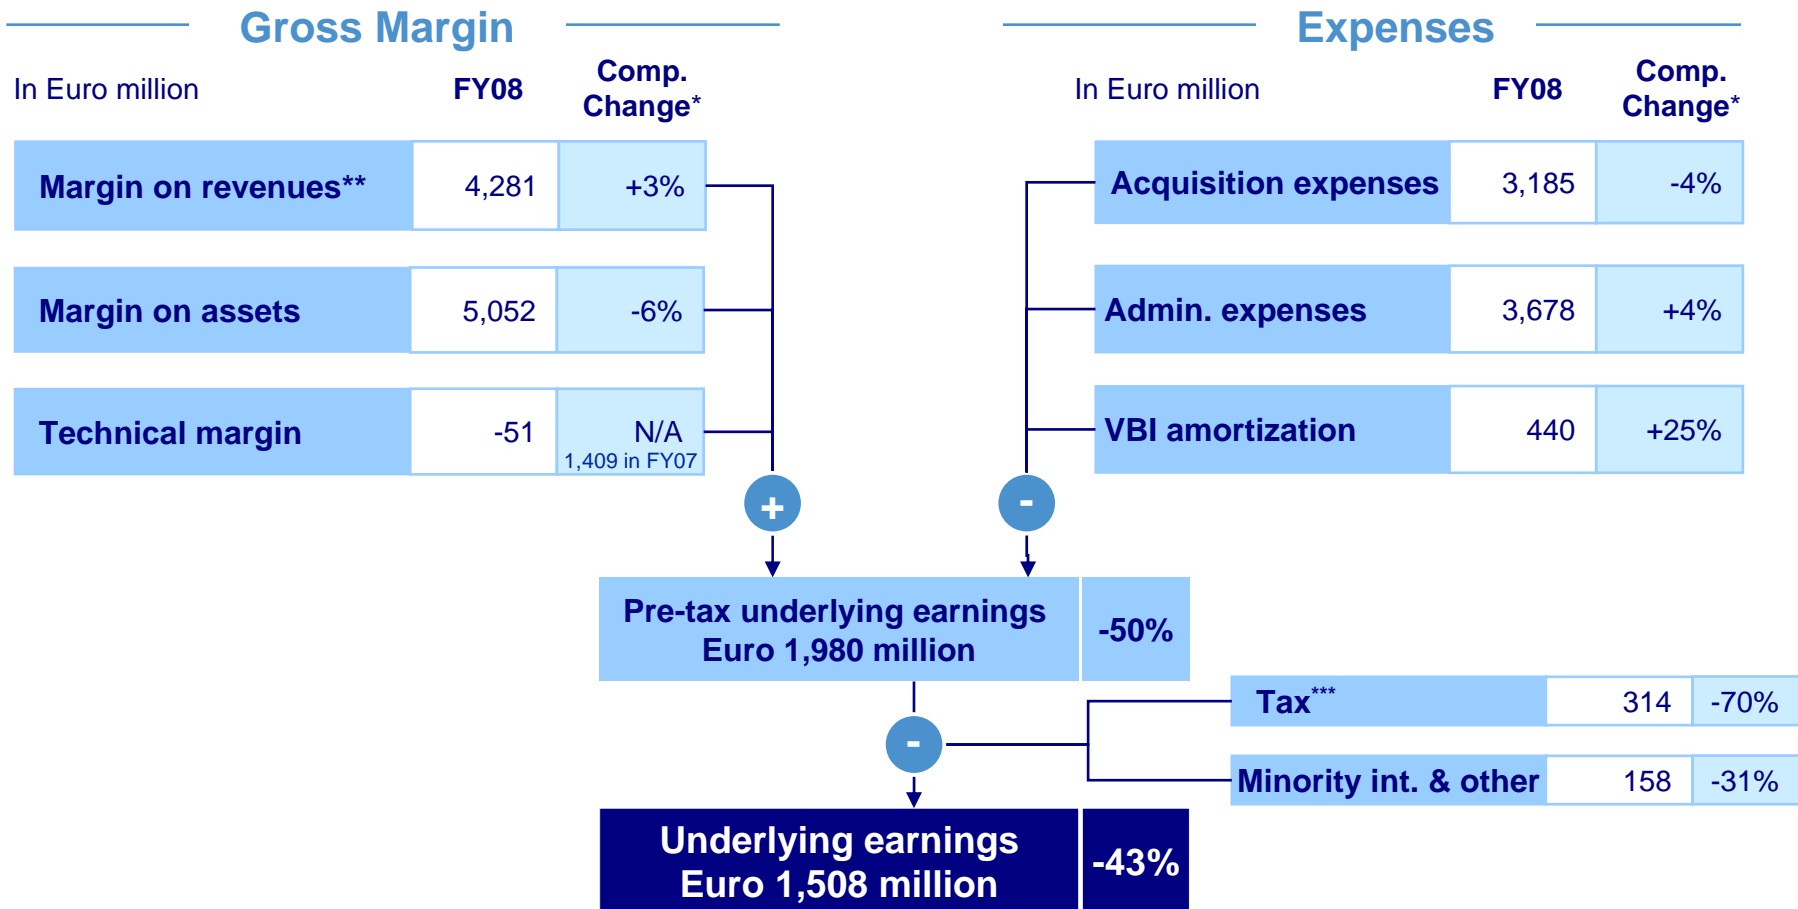 Gross Margin
In Euro million FY08 Comp. Change*
Margin on revenues** 4,281 +3%
Margin on assets 5,052 -6%
Technical margin -51 N/A
1,409 in FY07
+
Expenses
In Euro million FY08 Comp. Change*
Acquisition expenses 3,185 -4%
Admin. expenses 3,678 +4%
VBI amortization 440 +25%
-
Pre-tax underlying earnings
Euro 1,980 million
-50%
-
Tax*** 314 -70%
Minority int. & other 158 -31%
Underlying earnings
Euro 1,508 million
-43%